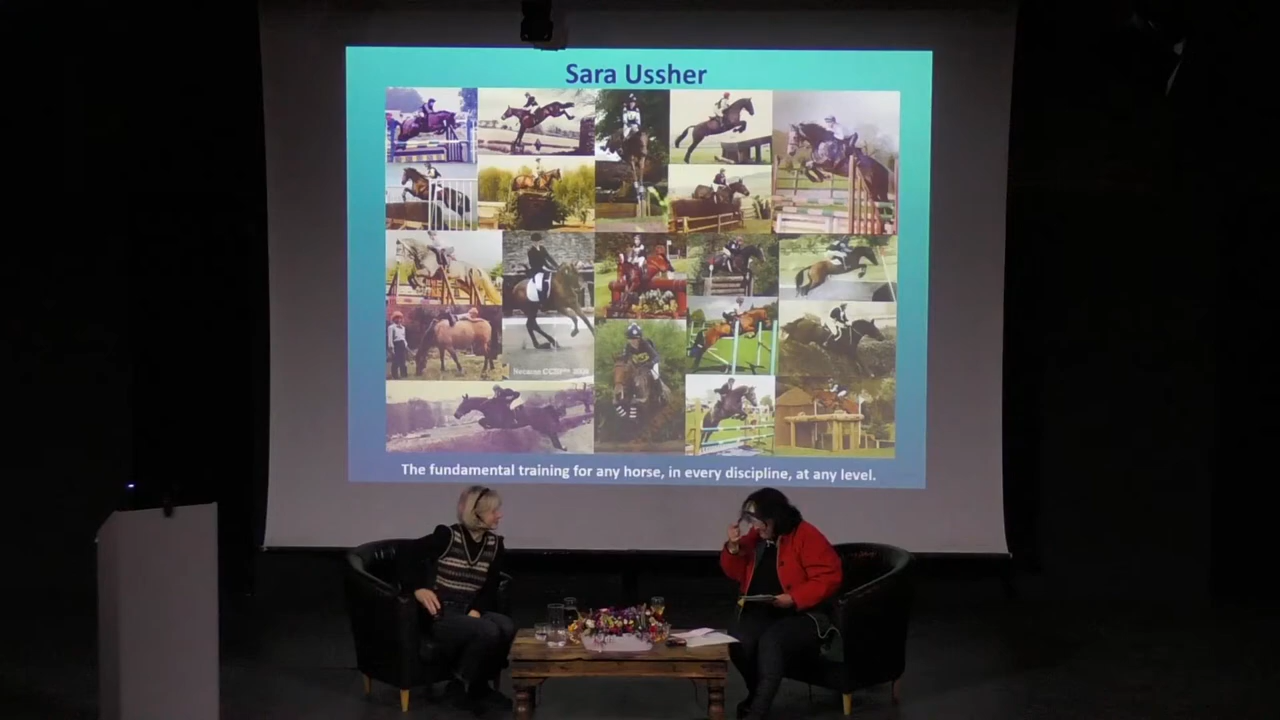 Sara Ussher
The fundamental training for any horse, in every discipline, at any level.